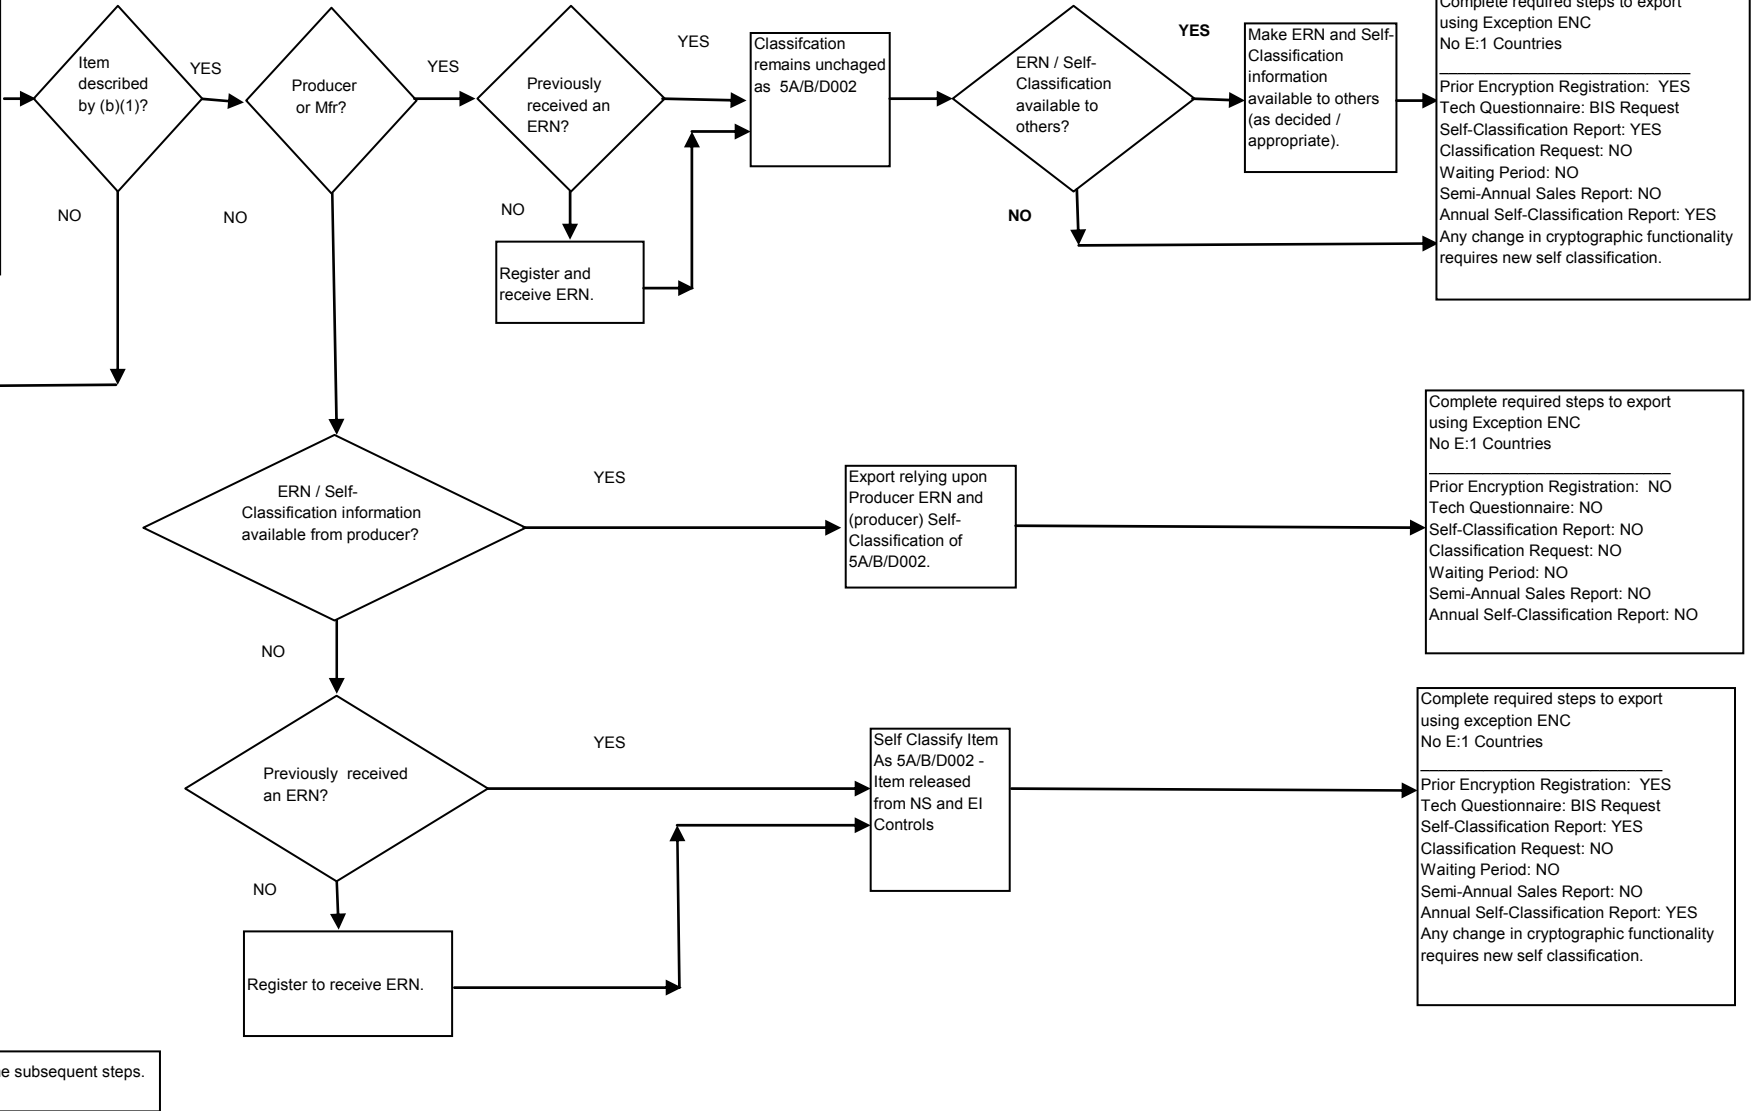 Item
described
by (b)(1)?
YES
NO
Producer
or Mfr?
YES
NO
Previously
received an
ERN?
YES
NO
Register and
receive ERN.
Classifcation
remains unchaged
as 5A/B/D002
ERN / Self-
Classification
available to
others?
YES
NO
Make ERN and Self-
Classification
information
available to others
(as decided /
appropriate).
Complete required steps to export
using Exception ENC
No E:1 Countries
Prior Encryption Registration: YES
Tech Questionnaire: BIS Request
Self-Classification Report: YES
Classification Request: NO
Waiting Period: NO
Semi-Annual Sales Report: NO
Annual Self-Classification Report: YES
Any change in cryptographic functionality
requires new self classification.
ERN / Self-
Classification information
available from producer?
YES
NO
Export relying upon
Producer ERN and
(producer) Self-
Classification of
5A/B/D002.
Complete required steps to export
using Exception ENC
No E:1 Countries
Prior Encryption Registration: NO
Tech Questionnaire: NO
Self-Classification Report: NO
Classification Request: NO
Waiting Period: NO
Semi-Annual Sales Report: NO
Annual Self-Classification Report: NO
Previously received
an ERN?
YES
NO
Register to receive ERN.
Self Classify Item
As 5A/B/D002 -
Item released
from NS and EI
Controls
Complete required steps to export
using exception ENC
No E:1 Countries
Prior Encryption Registration: YES
Tech Questionnaire: BIS Request
Self-Classification Report: YES
Classification Request: NO
Waiting Period: NO
Semi-Annual Sales Report: NO
Annual Self-Classification Report: YES
Any change in cryptographic functionality
requires new self classification.
subsequent steps.